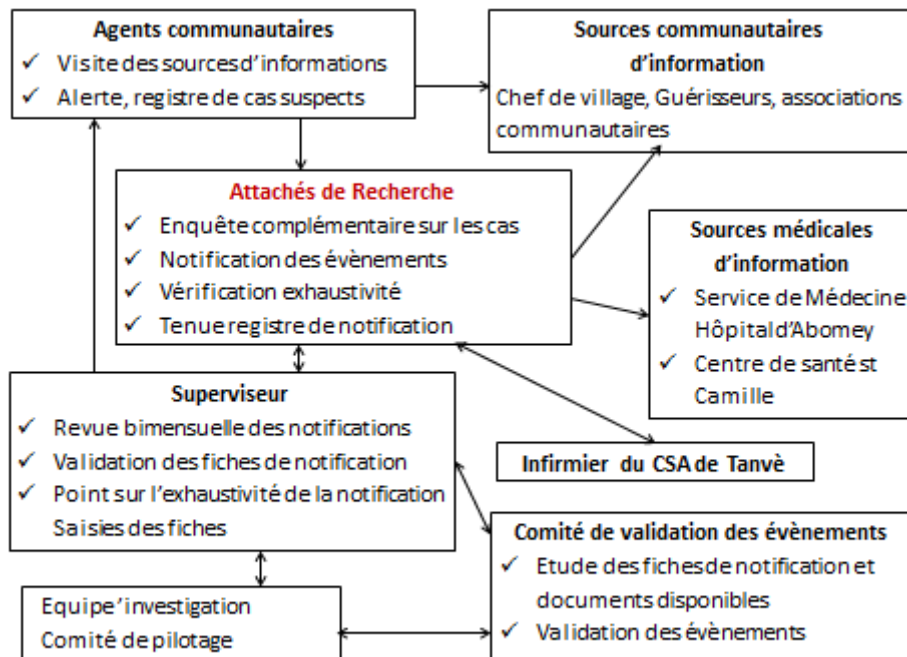 Agents communautaires
✓ Visite des sources d'informations
✓ Alerte, registre de cas suspects
Sources communautaires
d'information
Chef de village, Guérisseurs, associations
communautaires
Attachés de Recherche
✓ Enquête complémentaire sur les cas
✓ Notification des évènements
✓ Vérification exhaustivité
✓ Tenue registre de notification
Sources médicales
d'information
✓ Service de Médecine
Hôpital d'Abomey
✓ Centre de santé st
Camille
Superviseur
✓ Revue bimensuelle des notifications
✓ Validation des fiches de notification
✓ Point sur l'exhaustivité de la notification
Saisies des fiches
Infirmier du CSA de Tanvè
Comité de validation des évènements
✓ Etude des fiches de notification et
documents disponibles
✓ Validation des évènements
Equipe'investigation
Comité de pilotage